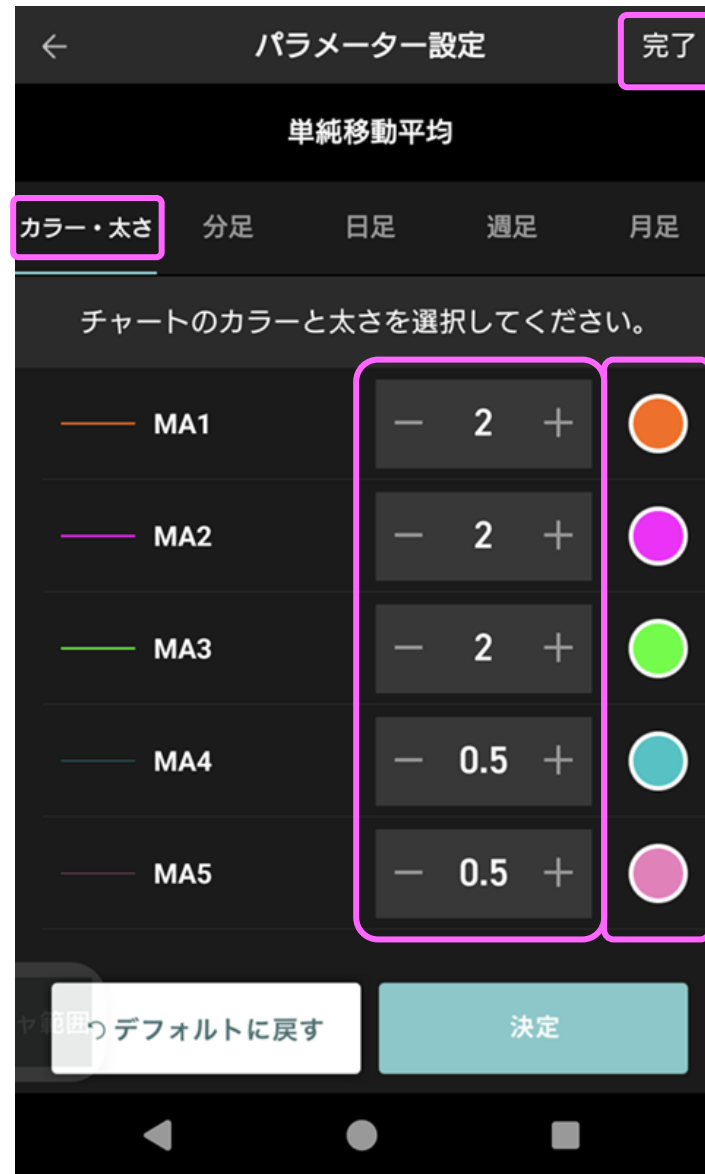 パラメーター設定 完了
単純移動平均
カラー・太さ 分足 日足 週足 月足
チャートのカラーと太さを選択してください。
MA1 − 2 +
MA2 − 2 +
MA3 − 2 +
MA4 − 0.5 +
MA5 − 0.5 +
ャ範囲
デフォルトに戻す 決定